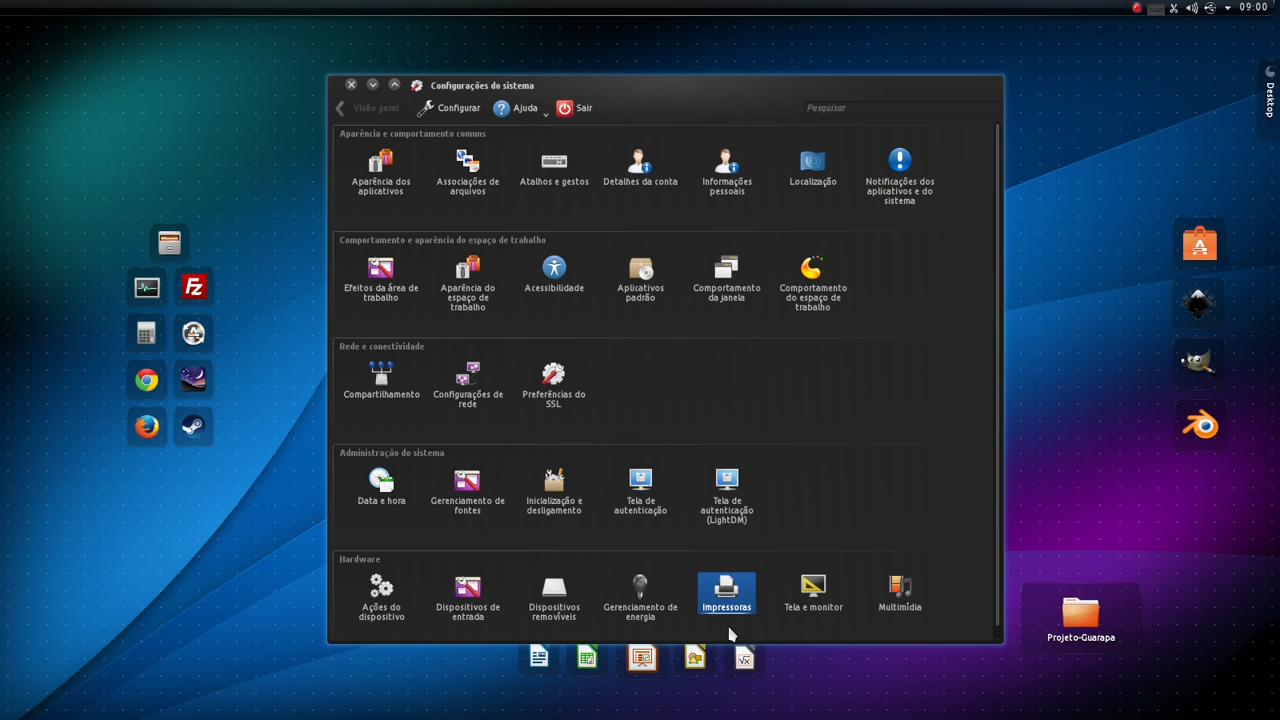 09:00
Desktop
Configurações do sistema
Visão geral
Configurar
Ajuda
Sair
Pesquisar
Aparência e comportamento comuns
Aparência dos
aplicativos
Associações de
arquivos
Atalhos e gestos
Detalhes da conta
Informações
pessoais
Localização
Notificações dos
aplicativos e do
sistema
Comportamento e aparência do espaço de trabalho
Efeitos da área de
trabalho
Aparência do
espaço de
trabalho
Acessibilidade
Aplicativos
padrão
Comportamento
da janela
Comportamento
do espaço de
trabalho
Rede e conectividade
Compartilhamento
Configurações de
rede
Preferências do
SSL
Administração do sistema
Data e hora
Gerenciamento de
fontes
Inicialização e
desligamento
Tela de
autenticação
Tela de
autenticação
(LightDM)
Hardware
Ações do
dispositivo
Dispositivos de
entrada
Dispositivos
removíveis
Gerenciamento de
energia
Impressoras
Tela e monitor
Multimídia
Fz
Projeto-Guarapa